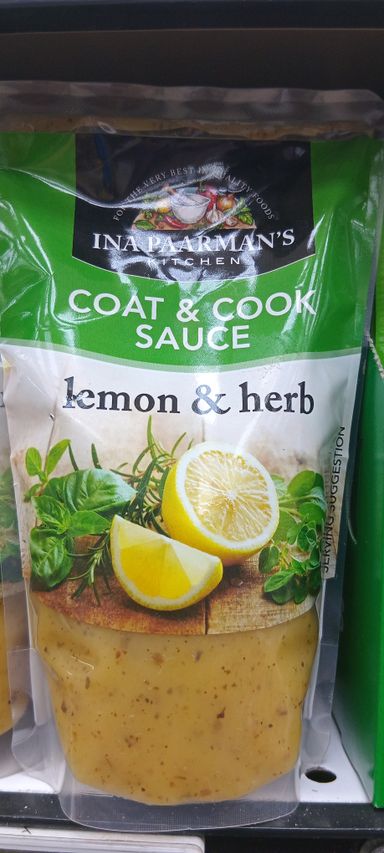 FOR THE VERY BEST IN QUALITY FOODS
INA PAARMAN'S
KITCHEN
COAT & COOK
SAUCE
lemon & herb
SERVING SUGGESTION